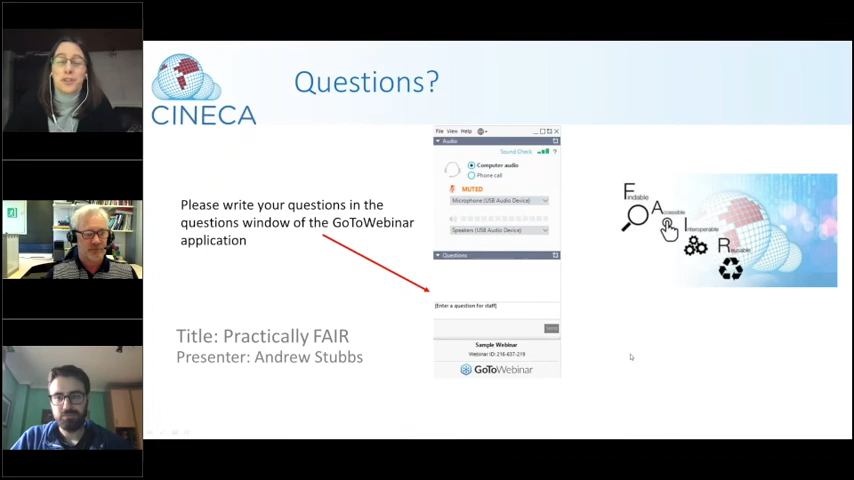 Questions?
CINECA
File View Help
Audio
Sound Check
?
Computer audio
Phone call
MUTED
Microphone (USB Audio Device)
Speakers (USB Audio Device)
Questions
[Enter a question for staff]
Send
Sample Webinar
Webinar ID: 216-637-219
GoToWebinar
Please write your questions in the
questions window of the GoToWebinar
application
Title: Practically FAIR
Presenter: Andrew Stubbs
Findable
Accessible
Interoperable
Reusable